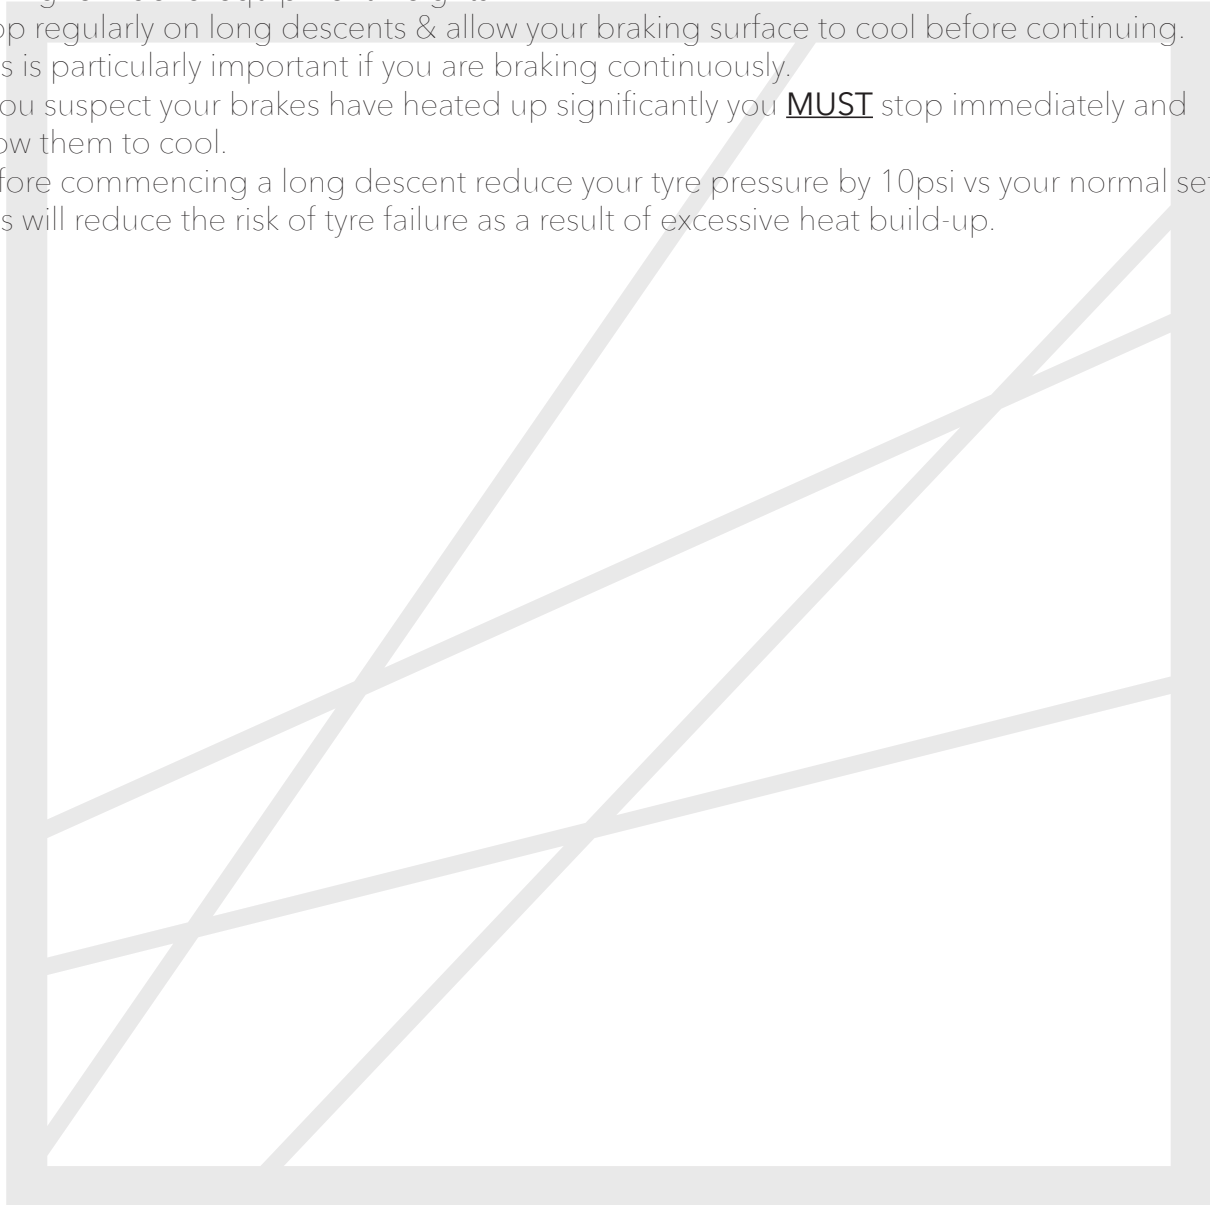 op regularly on long descents & allow your braking surface to cool before continuing.
s is particularly important if you are braking continuously.
ou suspect your brakes have heated up significantly you MUST stop immediately and
ow them to cool.
fore commencing a long descent reduce your tyre pressure by 10psi vs your normal set
s will reduce the risk of tyre failure as a result of excessive heat build-up.